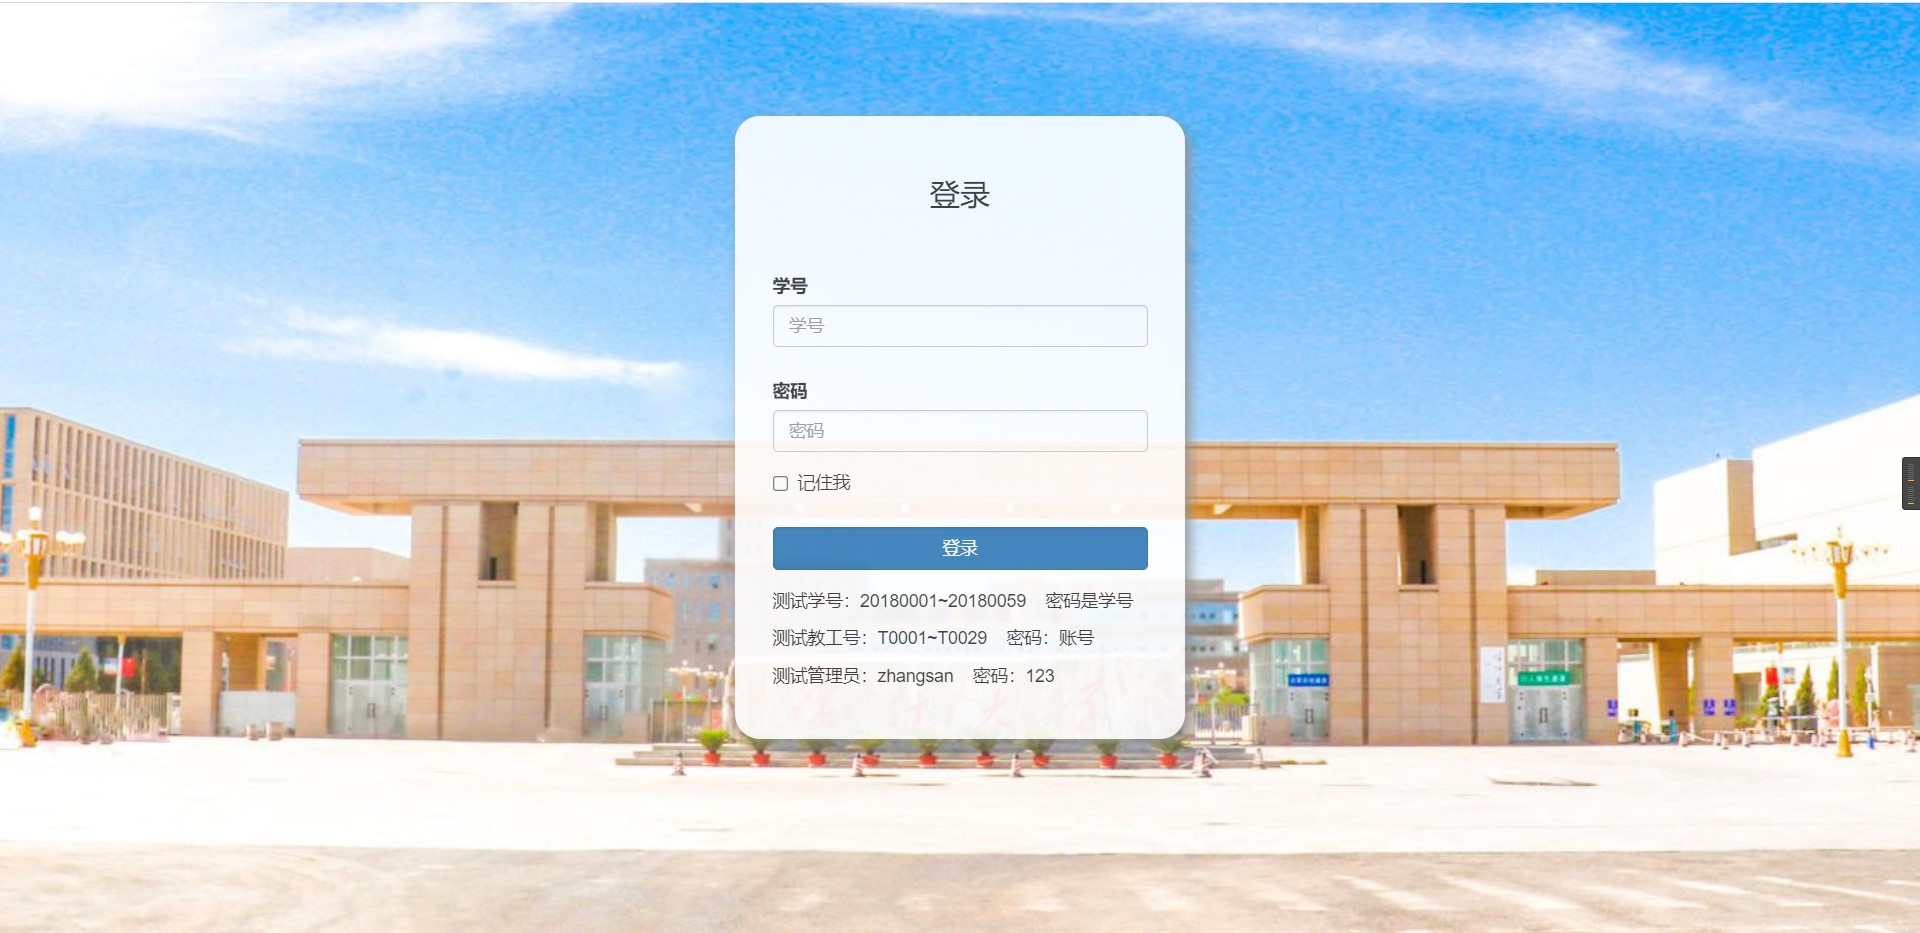 登录
学号
学号
密码
密码
记住我
登录
测试学号：20180001~20180059 密码是学号
测试教工号：T0001~T0029 密码：账号
测试管理员：zhangsan 密码：123